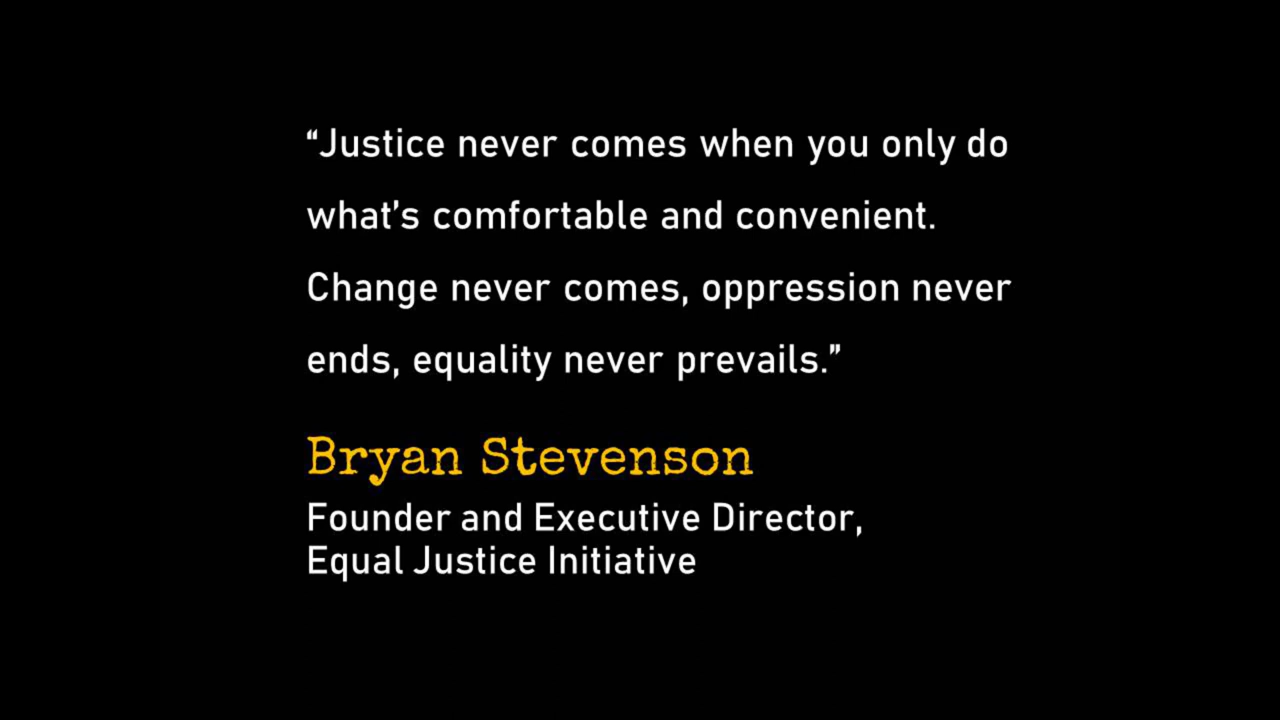 “Justice never comes when you only do
what’s comfortable and convenient.
Change never comes, oppression never
ends, equality never prevails.”
Bryan Stevenson
Founder and Executive Director,
Equal Justice Initiative